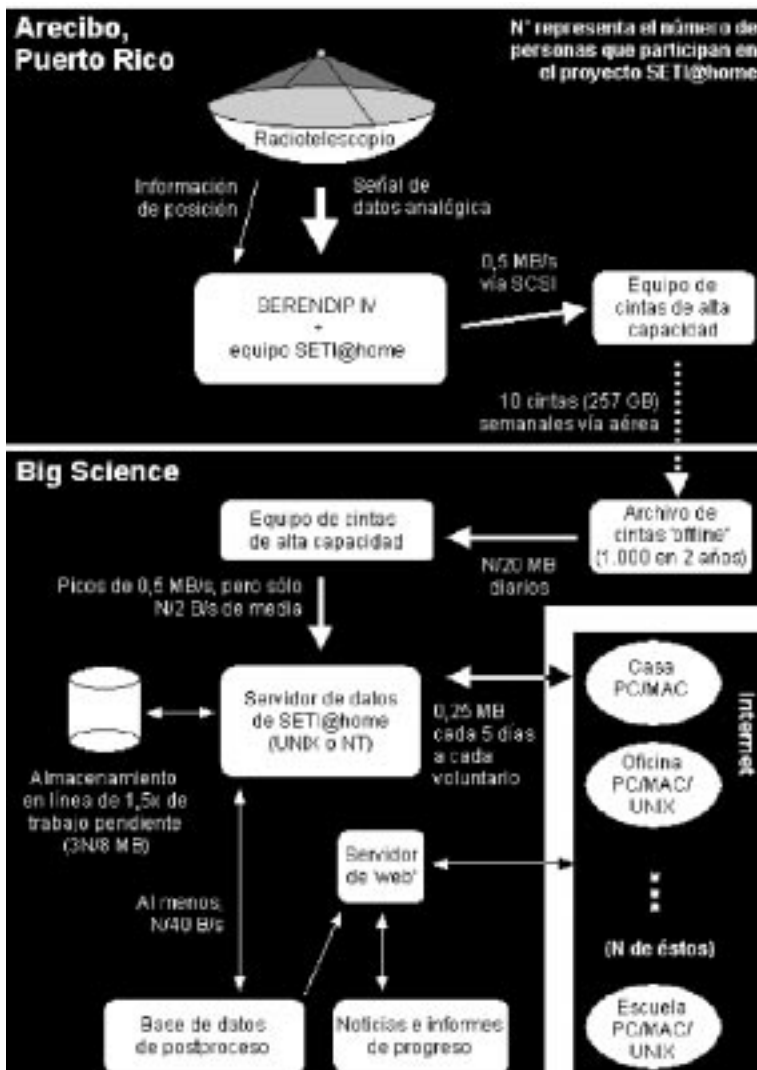 Arecibo,
Puerto Rico
N* representa el número de
personas que participan en
el proyecto SETI@home
Radiotelescopio
Información
de posición
Señal de
datos analógica
0,5 MB/s
vía SCSI
SERENDIP IV
+
equipo SETI@home
Equipo de
cintas de alta
capacidad
10 cintas (257 GB)
semanales vía aérea
Big Science
Equipo de cintas
de alta capacidad
Archivo de
cintas 'offline'
(1.000 en 2 años)
N/20 MB
diarios
Picos de 0,5 MB/s, pero sólo
N/2 B/s de media
Servidor de datos
de SETI@home
(UNIX o NT)
0,25 MB
cada 5 días
a cada
voluntario
Casa
PC/MAC
Internet
Oficina
PC/MAC/
UNIX
Almacenamiento
en línea de 1,5x de
trabajo pendiente
(3N/8 MB)
Servidor
de 'web'
Al menos,
N/40 B/s
(N de éstos)
Base de datos
de postproceso
Noticias e informes
de progreso
Escuela
PC/MAC/
UNIX